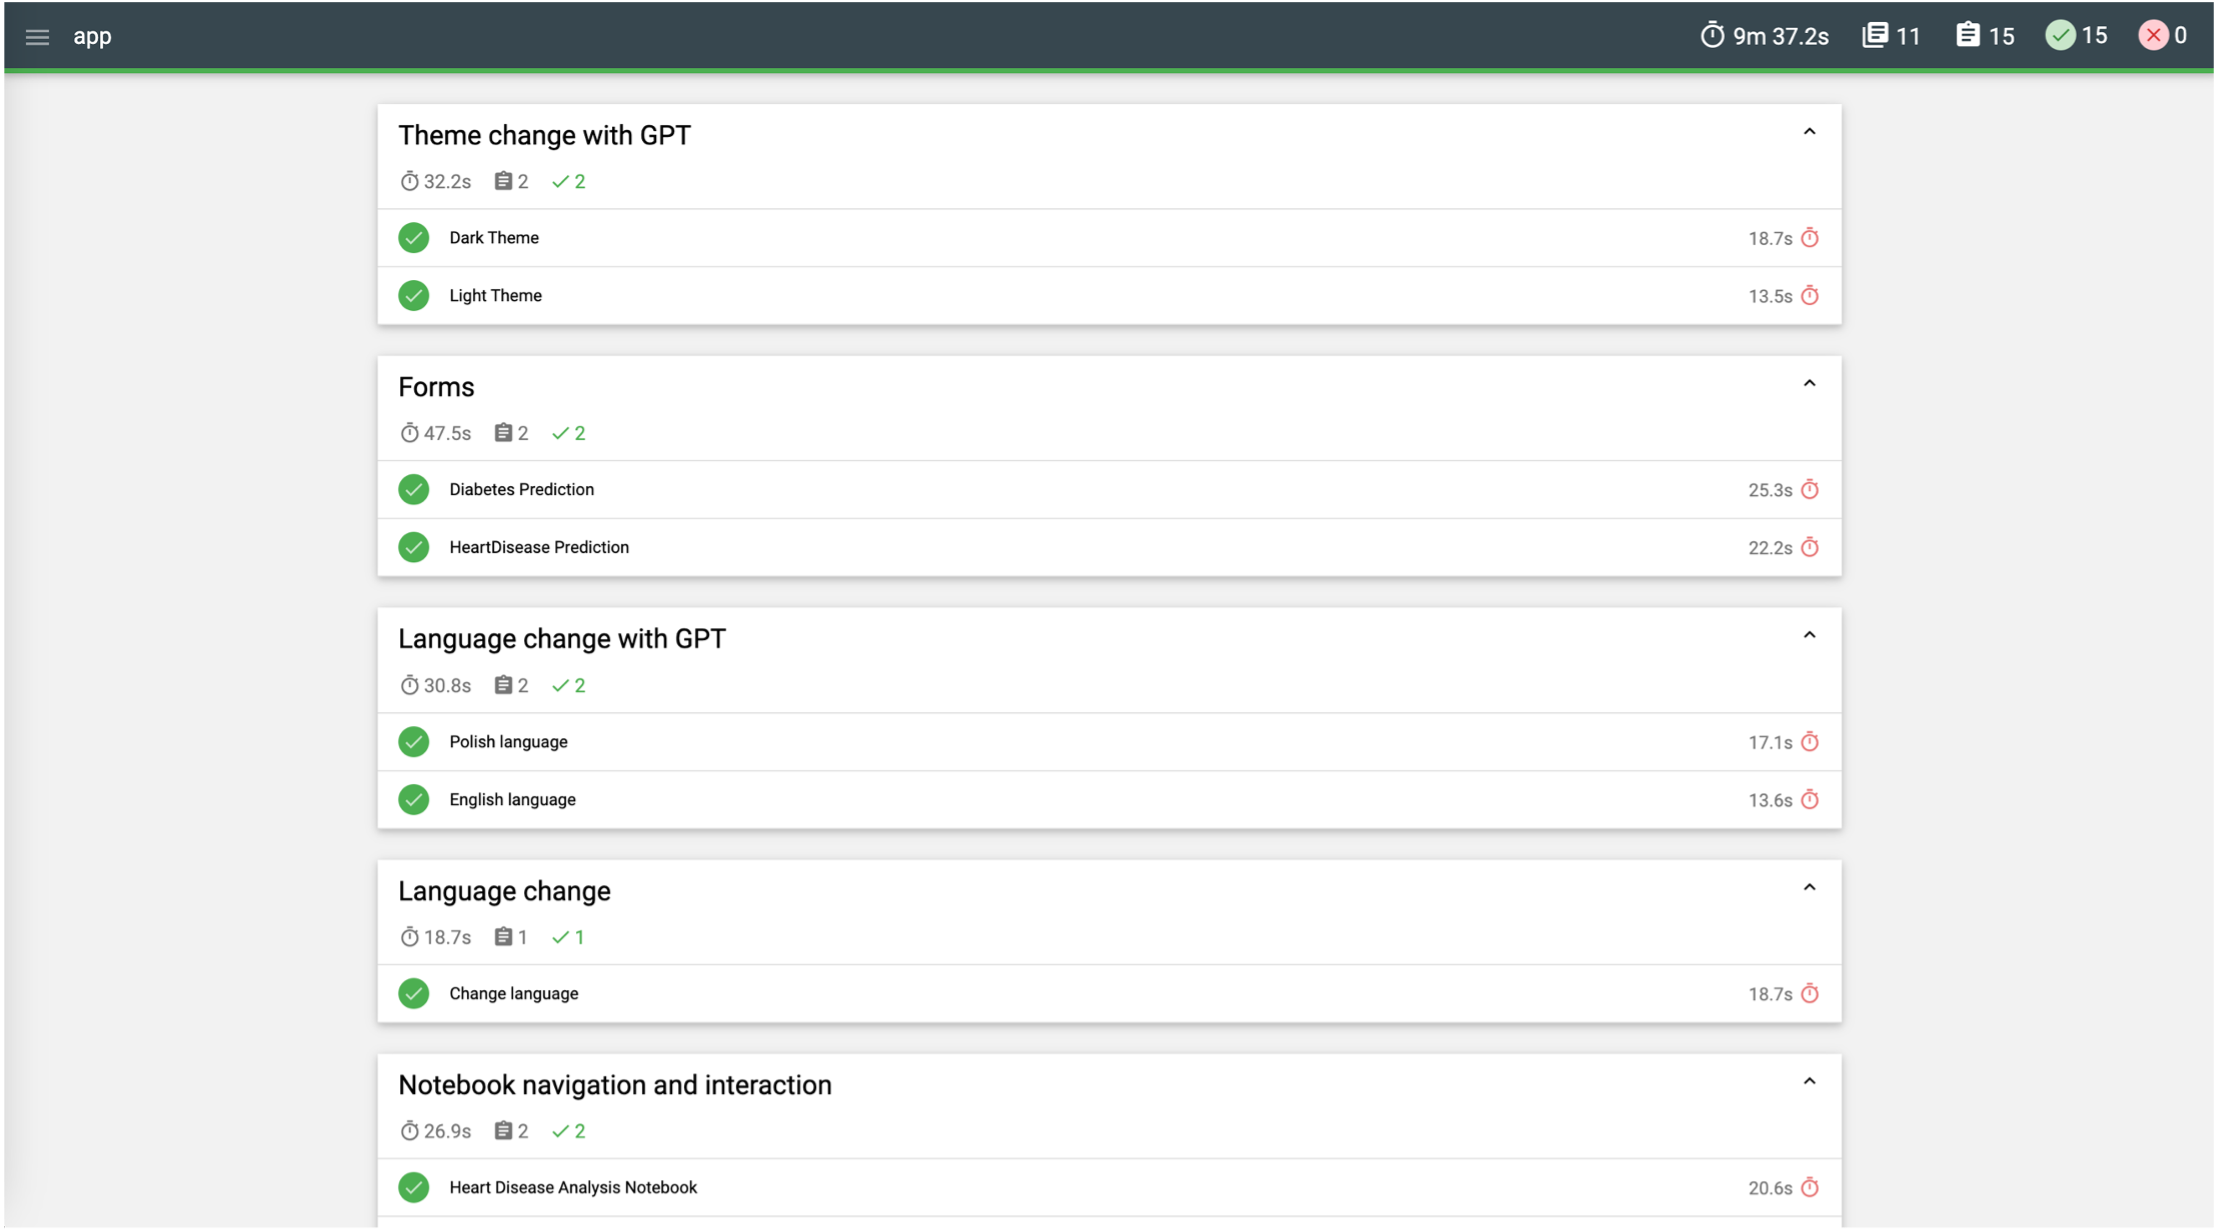 app 9m 37.2s 11 15 15 0
Theme change with GPT
32.2s 2 2
Dark Theme 18.7s
Light Theme 13.5s
Forms
47.5s 2 2
Diabetes Prediction 25.3s
HeartDisease Prediction 22.2s
Language change with GPT
30.8s 2 2
Polish language 17.1s
English language 13.6s
Language change
18.7s 1 1
Change language 18.7s
Notebook navigation and interaction
26.9s 2 2
Heart Disease Analysis Notebook 20.6s